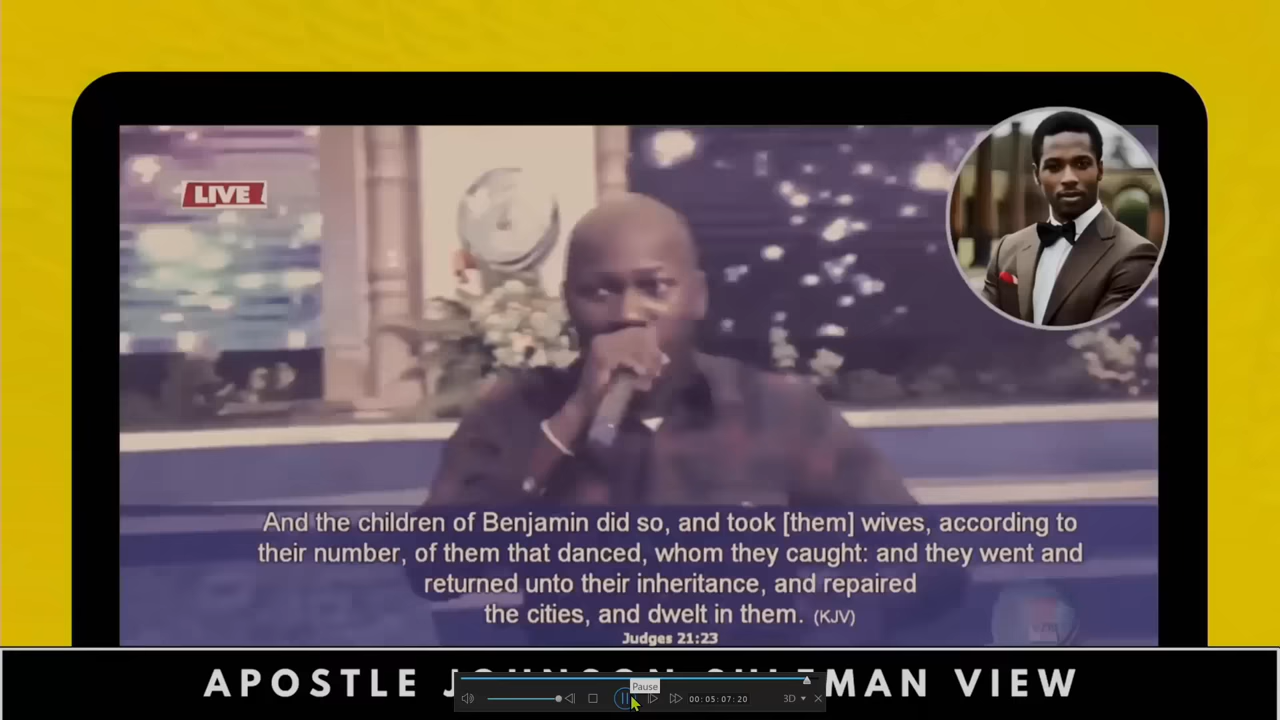 LIVE
And the children of Benjamin did so, and took [them] wives, according to
their number, of them that danced, whom they caught: and they went and
returned unto their inheritance, and repaired
the cities, and dwelt in them. (KJV)
Judges 21:23
APOSTLE JOHNSON SULEMAN VIEW
Pause
00:05:07:20
3D